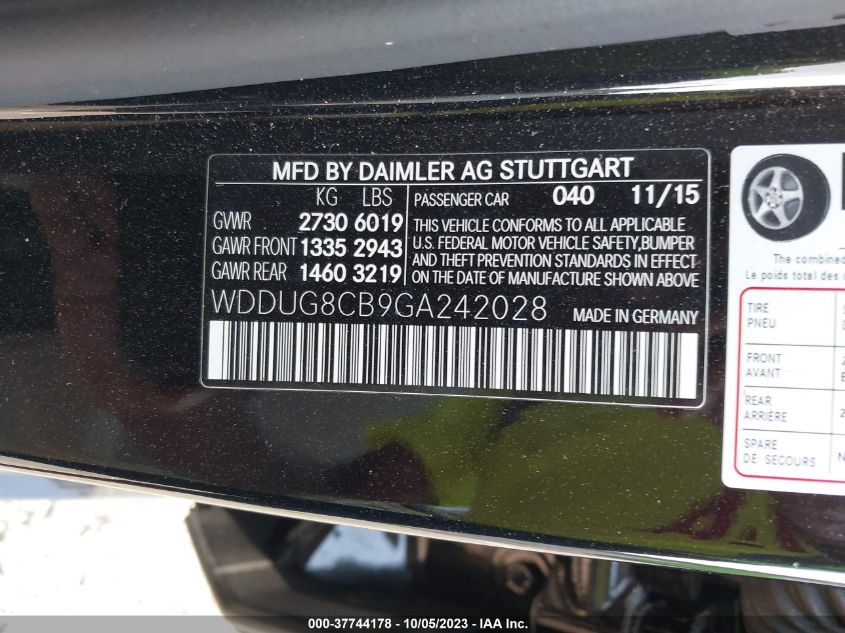 MFD BY DAIMLER AG STUTTGART
KG LBS PASSENGER CAR 040 11/15
GVWR 2730 6019 THIS VEHICLE CONFORMS TO ALL APPLICABLE
GAWR FRONT 1335 2943 U.S. FEDERAL MOTOR VEHICLE SAFETY,BUMPER
AND THEFT PREVENTION STANDARDS IN EFFECT
GAWR REAR 1460 3219 ON THE DATE OF MANUFACTURE SHOWN ABOVE
WDDUG8CB9GA242028 MADE IN GERMANY
The combined
Le poids total des
TIRE
PNEU
FRONT
AVANT
REAR
ARRIÈRE
SPARE
DE SECOURS
000-37744178 - 10/05/2023 - IAA Inc.